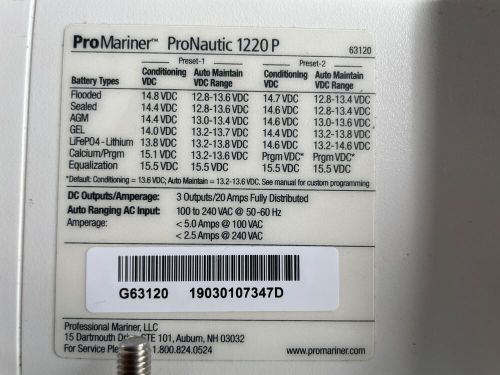 ProMariner™ ProNautic 1220 P 63120
Preset-1 Preset-2
Battery Types Conditioning VDC Auto Maintain VDC Range Conditioning VDC Auto Maintain VDC Range
Flooded 14.8 VDC 12.8-13.6 VDC 14.7 VDC 12.8-13.4 VDC
Sealed 14.4 VDC 12.8-13.6 VDC 14.6 VDC 12.8-13.4 VDC
AGM 14.4 VDC 13.0-13.4 VDC 14.6 VDC 13.0-13.6 VDC
GEL 14.0 VDC 13.2-13.7 VDC 14.4 VDC 13.2-13.8 VDC
LiFePO4 - Lithium 13.8 VDC 13.2-13.8 VDC 14.6 VDC 13.2-14.6 VDC
Calcium/Prgm 15.1 VDC 13.2-13.6 VDC Prgm VDC* Prgm VDC*
Equalization 15.5 VDC 15.5 VDC 15.5 VDC 15.5 VDC
*Default: Conditioning = 13.6 VDC; Auto Maintain = 13.2-13.6 VDC. See manual for custom programming
DC Outputs/Amperage: 3 Outputs/20 Amps Fully Distributed
Auto Ranging AC Input: 100 to 240 VAC @ 50-60 Hz
Amperage: < 5.0 Amps @ 100 VAC
< 2.5 Amps @ 240 VAC
G63120 19030107347D
Professional Mariner, LLC
15 Dartmouth STE 101, Auburn, NH 03032
For Service 1.800.824.0524 www.promariner.com